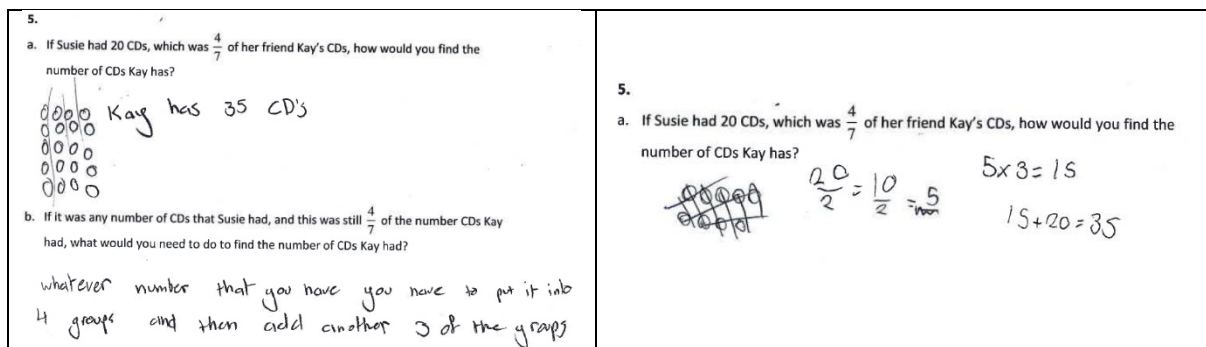 5.
a. If Susie had 20 CDs, which was 4/7 of her friend Kay's CDs, how would you find the
number of CDs Kay has?
Kay has 35 CD's
b. If it was any number of CDs that Susie had, and this was still 4/7 of the number CDs Kay
had, what would you need to do to find the number of CDs Kay had?
whatever number that you have you have to put it into
4 groups and then add another 3 of the groups
5.
a. If Susie had 20 CDs, which was 4/7 of her friend Kay's CDs, how would you find the
number of CDs Kay has?
20/2 = 10/2 = 5
5x3=15
15+20=35